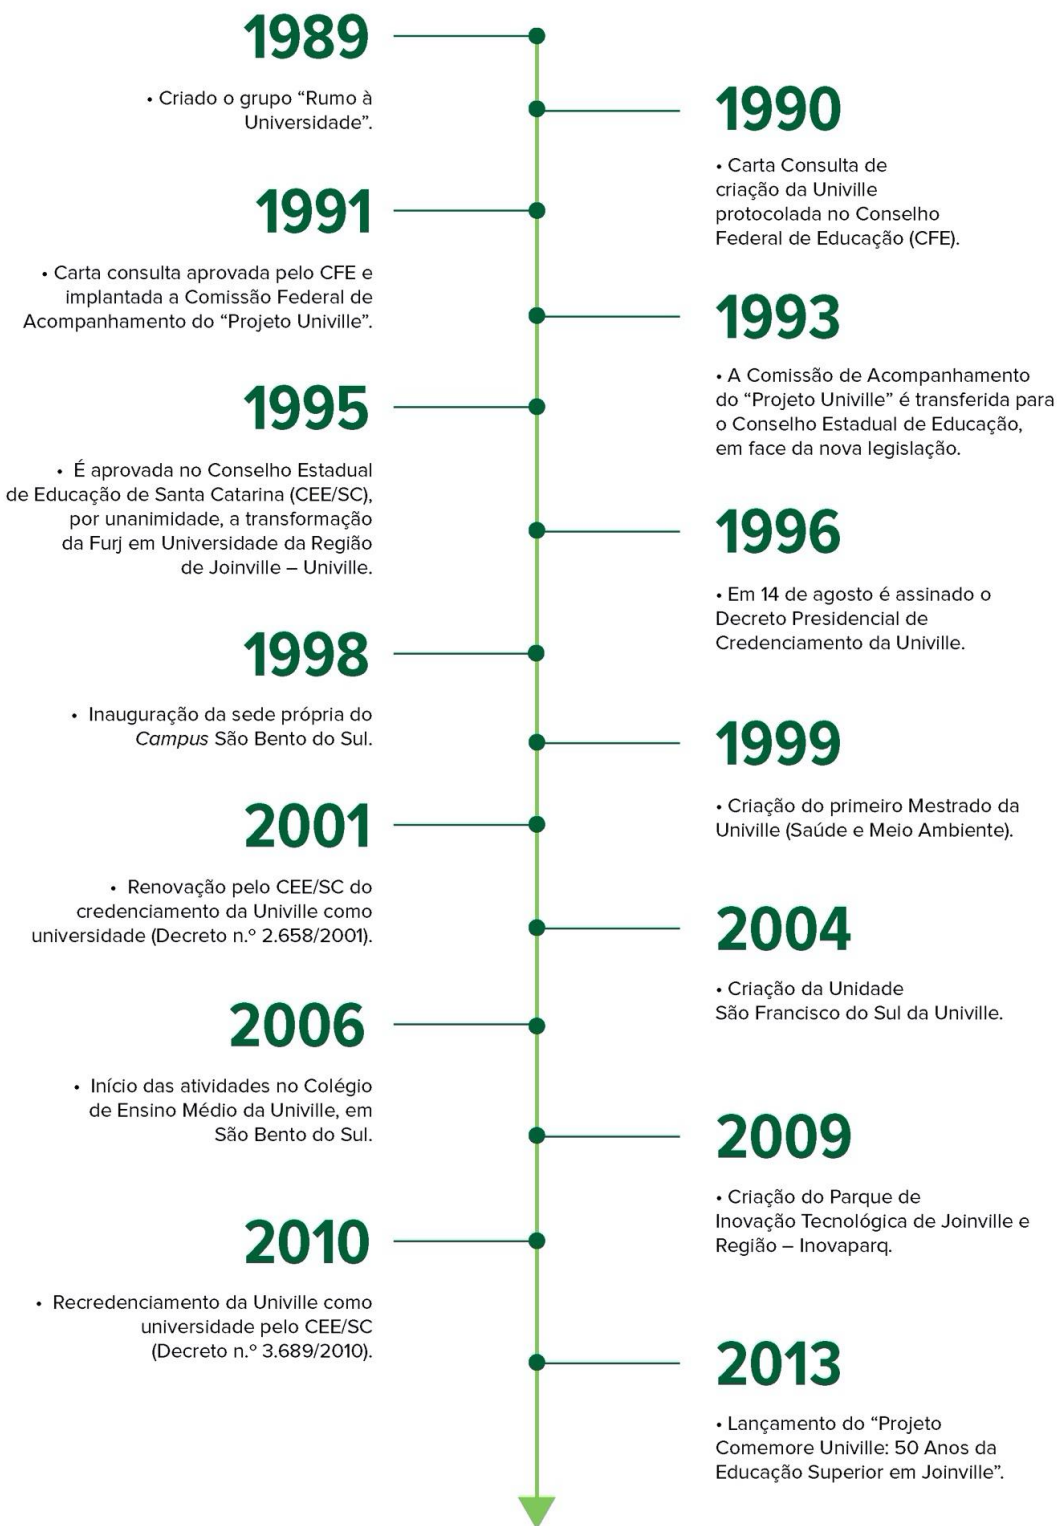 1989
• Criado o grupo “Rumo à
Universidade”.
1990
• Carta Consulta de
criação da Univille
protocolada no Conselho
Federal de Educação (CFE).
1991
• Carta consulta aprovada pelo CFE e
implantada a Comissão Federal de
Acompanhamento do “Projeto Univille”.
1993
• A Comissão de Acompanhamento
do “Projeto Univille” é transferida para
o Conselho Estadual de Educação,
em face da nova legislação.
1995
• É aprovada no Conselho Estadual
de Educação de Santa Catarina (CEE/SC),
por unanimidade, a transformação
da Furj em Universidade da Região
de Joinville – Univille.
1996
• Em 14 de agosto é assinado o
Decreto Presidencial de
Credenciamento da Univille.
1998
• Inauguração da sede própria do
Campus São Bento do Sul.
1999
• Criação do primeiro Mestrado da
Univille (Saúde e Meio Ambiente).
2001
• Renovação pelo CEE/SC do
credenciamento da Univille como
universidade (Decreto n.º 2.658/2001).
2004
• Criação da Unidade
São Francisco do Sul da Univille.
2006
• Início das atividades no Colégio
de Ensino Médio da Univille, em
São Bento do Sul.
2009
• Criação do Parque de
Inovação Tecnológica de Joinville e
Região – Inovaparq.
2010
• Recredenciamento da Univille como
universidade pelo CEE/SC
(Decreto n.º 3.689/2010).
2013
• Lançamento do “Projeto
Comemore Univille: 50 Anos da
Educação Superior em Joinville”.